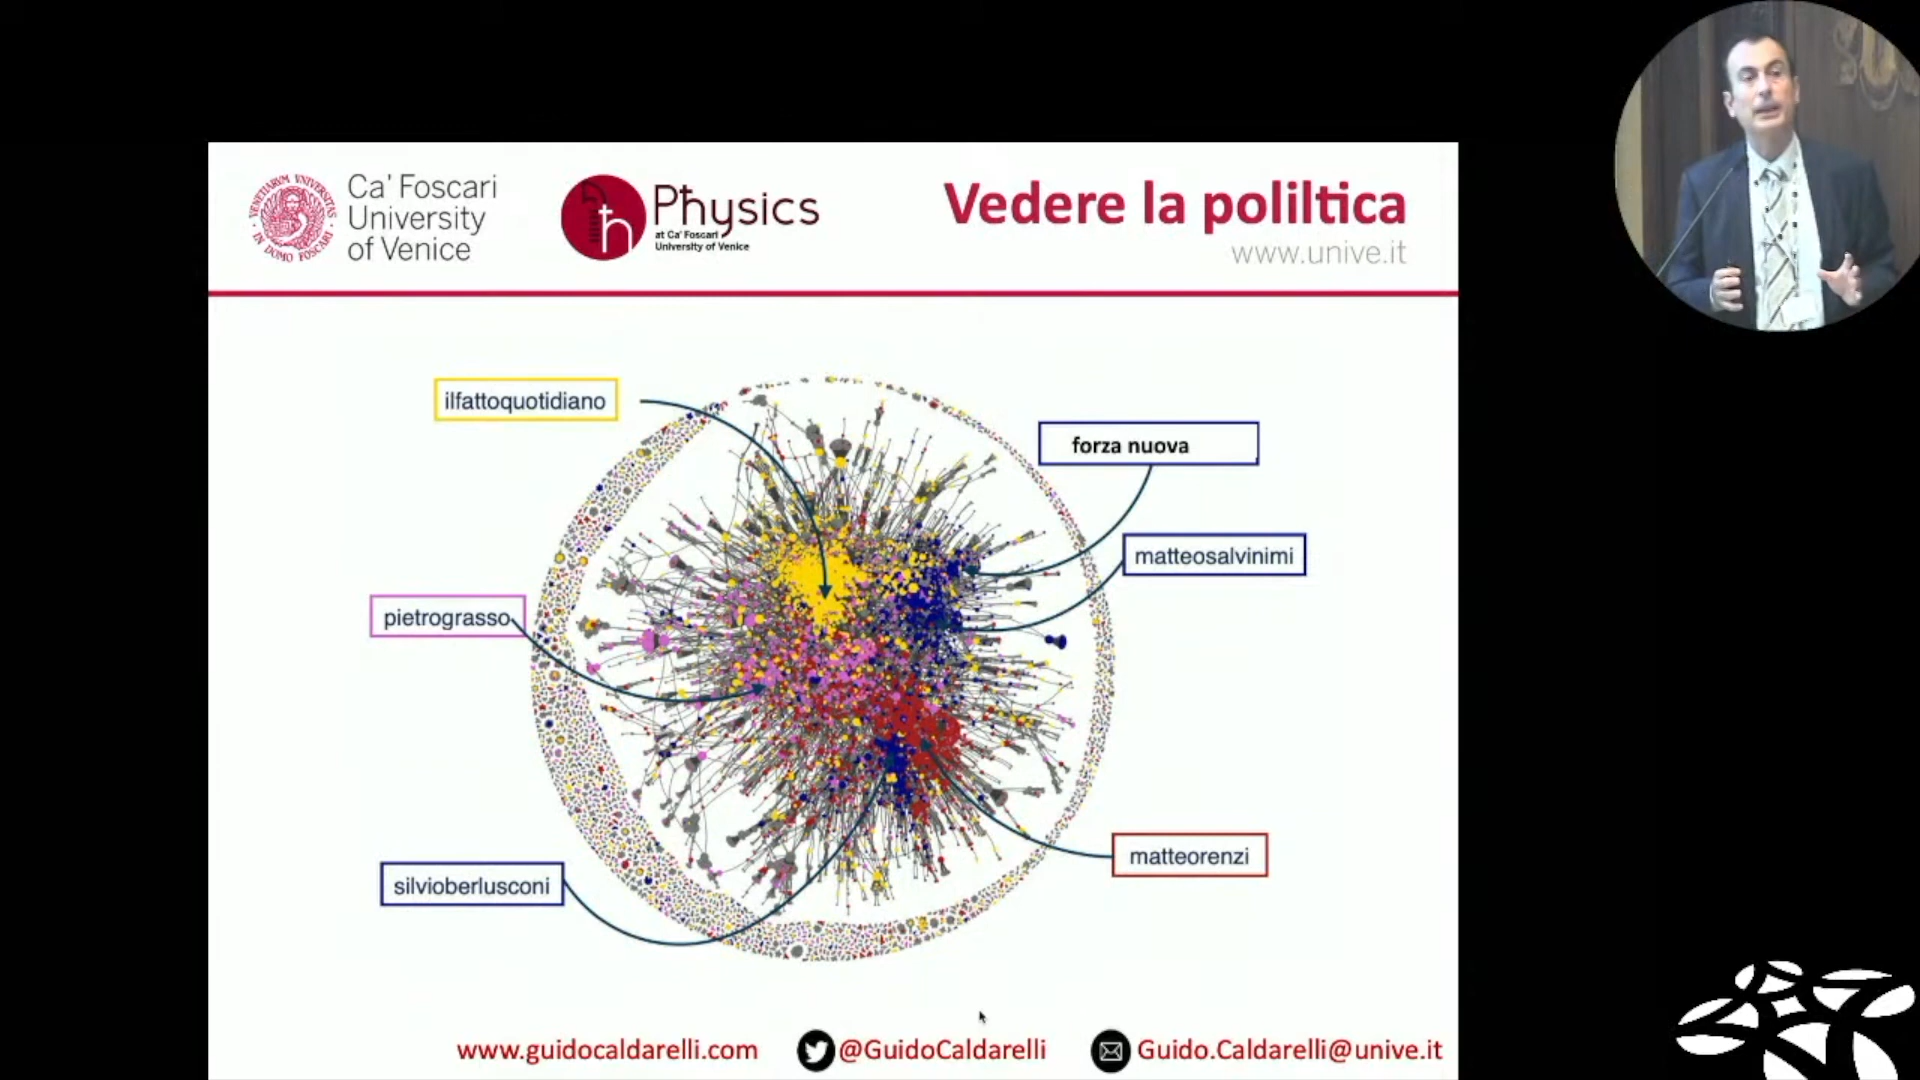 Ca' Foscari
University
of Venice
Physics
at Ca' Foscari
University of Venice
Vedere la poliltica
www.unive.it
ilfattoquotidiano
forza nuova
matteosalvinimi
pietrograsso
matteorenzi
silvioberlusconi
www.guidocaldarelli.com
@GuidoCaldarelli
Guido.Caldarelli@unive.it